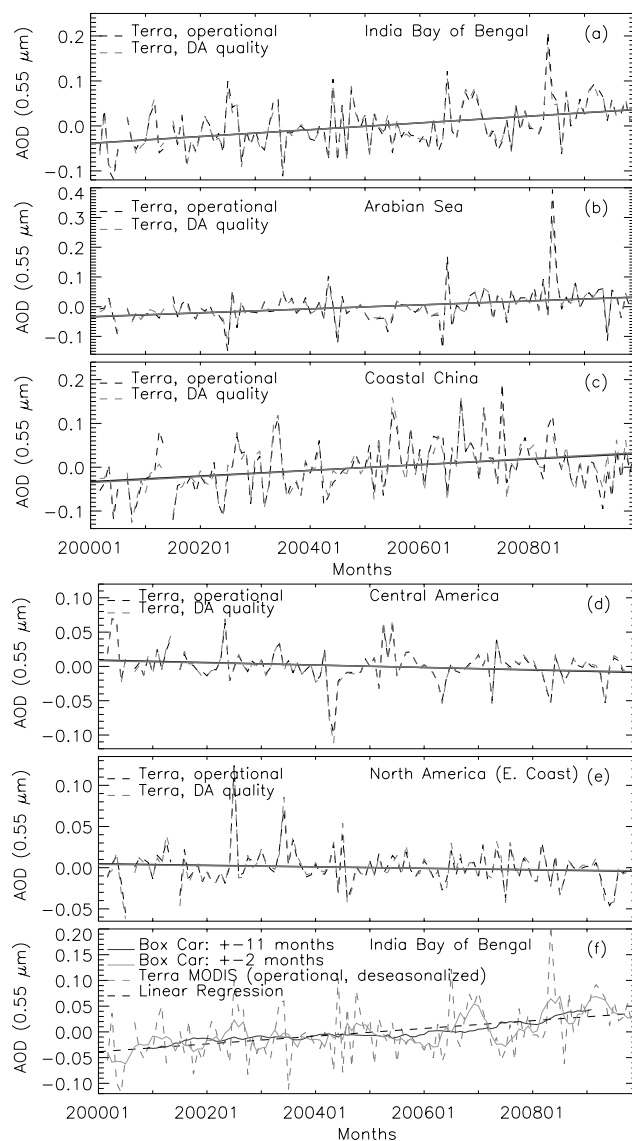 0.2
0.1
0.0
−0.1
AOD (0.55 μm)
Terra, operational
Terra, DA quality
India Bay of Bengal
(a)
0.4
0.3
0.2
0.1
0.0
−0.1
AOD (0.55 μm)
Terra, operational
Terra, DA quality
Arabian Sea
(b)
0.2
0.1
0.0
−0.1
AOD (0.55 μm)
Terra, operational
Terra, DA quality
Coastal China
(c)
200001 200201 200401 200601 200801
Months
0.10
0.05
0.00
−0.05
−0.10
AOD (0.55 μm)
Terra, operational
Terra, DA quality
Central America
(d)
0.10
0.05
0.00
−0.05
AOD (0.55 μm)
Terra, operational
Terra, DA quality
North America (E. Coast) (e)
0.20
0.15
0.10
0.05
0.00
−0.05
−0.10
AOD (0.55 μm)
Box Car: +−11 months
Box Car: +−2 months
Terra MODIS (operational, deseasonalized)
Linear Regression
India Bay of Bengal
(f)
200001 200201 200401 200601 200801
Months